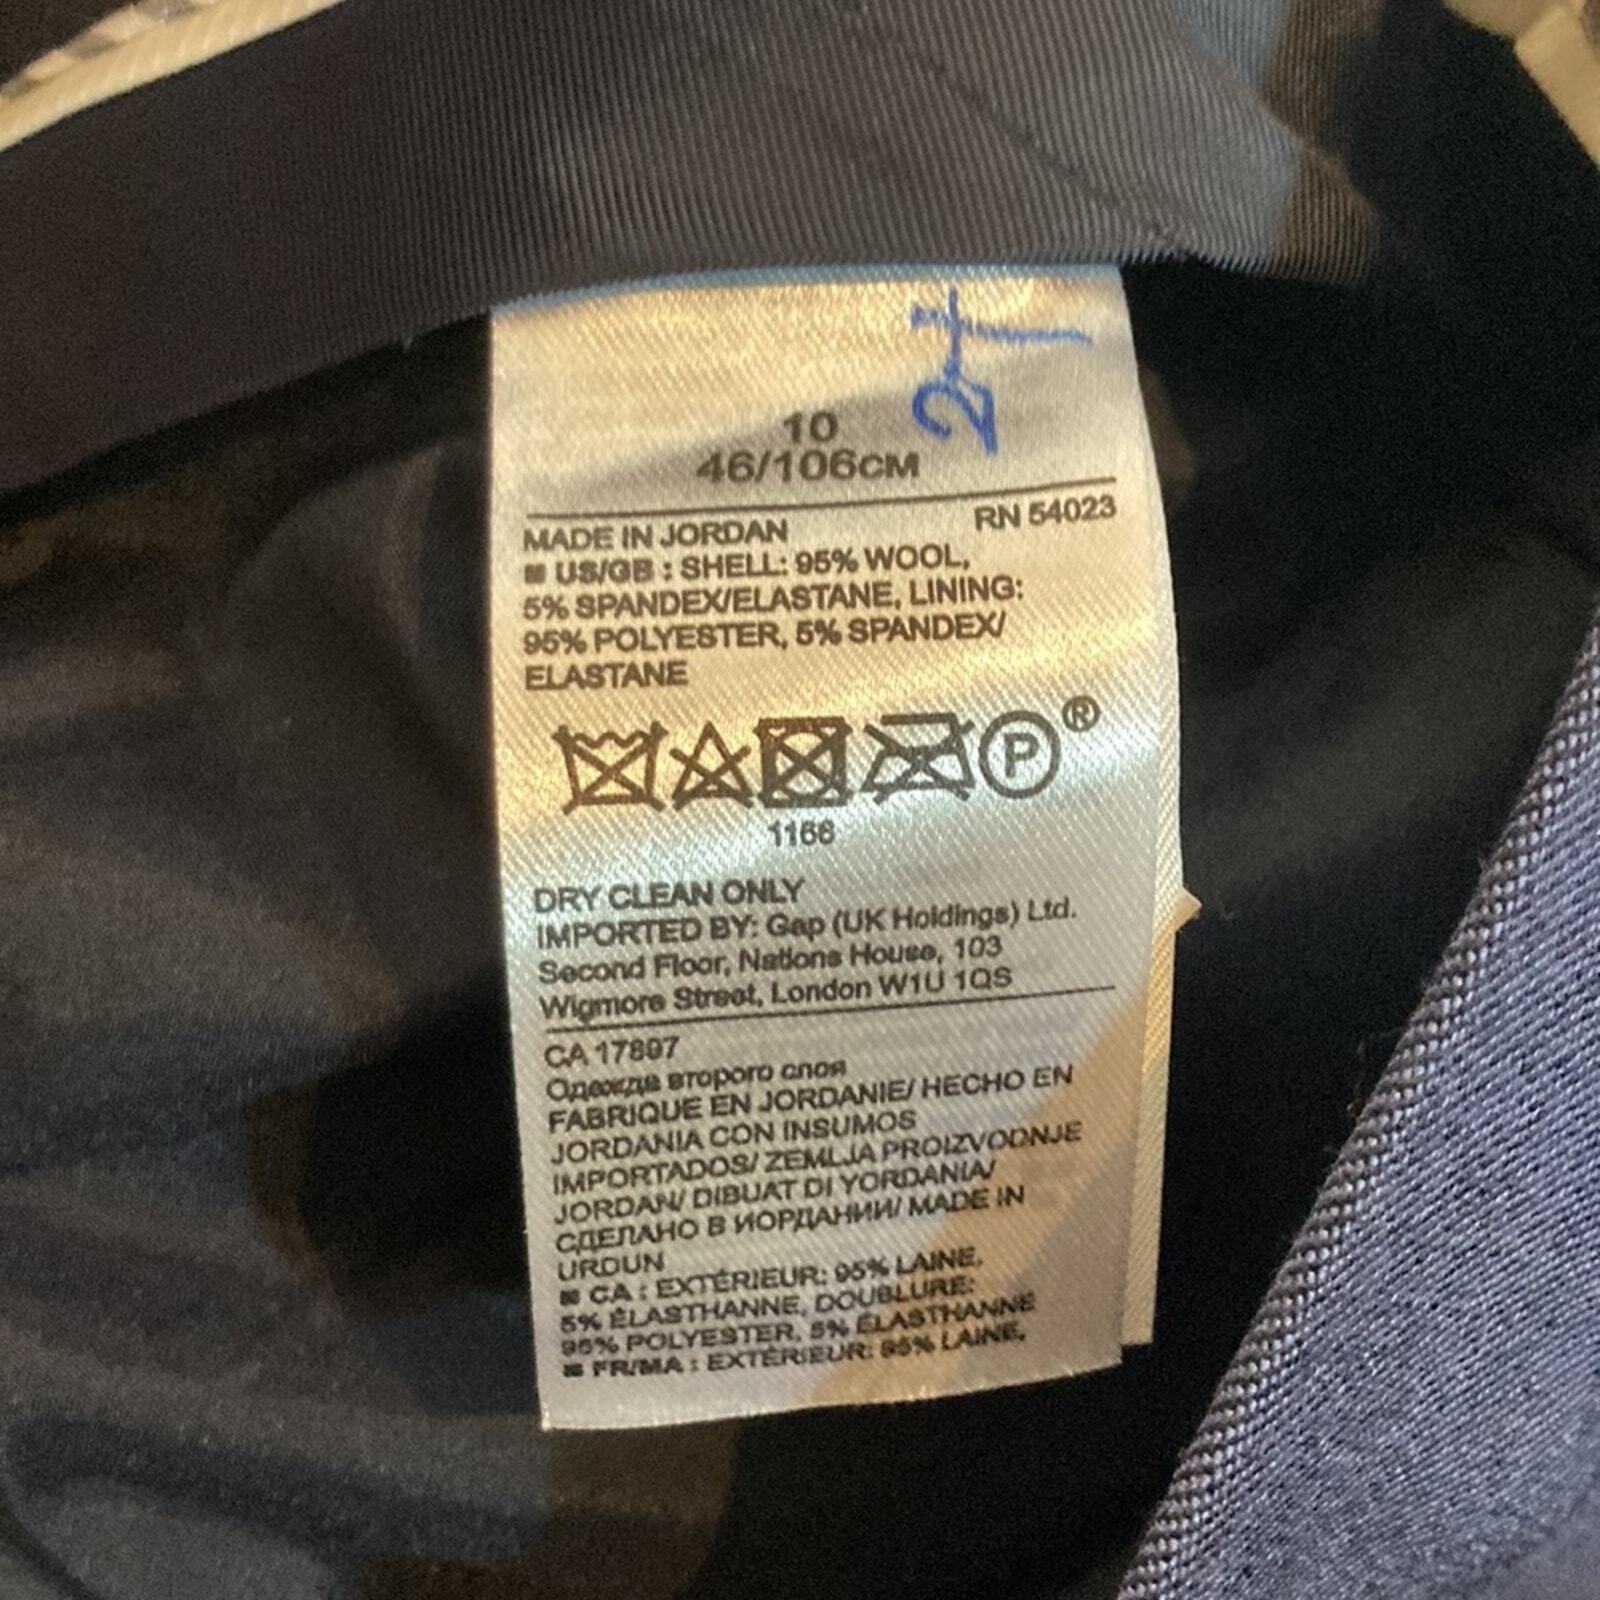 10
46/106CM
MADE IN JORDAN RN 54023
US/GB : SHELL: 95% WOOL,
5% SPANDEX/ELASTANE, LINING:
95% POLYESTER, 5% SPANDEX/
ELASTANE
P®
1166
DRY CLEAN ONLY
IMPORTED BY: Gap (UK Holdings) Ltd.
Second Floor, Nations House, 103
Wigmore Street, London W1U 1QS
CA 17897
Одежда второго слоя
FABRIQUE EN JORDANIE/ HECHO EN
JORDANIA CON INSUMOS
IMPORTADOS/ ZEMLJA PROIZVODNJE
JORDAN/ DIBUAT DI YORDANIA/
СДЕЛАНО В ИОРДАНИИ/ MADE IN
URDUN
CA : EXTÉRIEUR: 95% LAINE,
5% ÉLASTHANNE, DOUBLURE:
95% POLYESTER, 5% ÉLASTHANNE
FR/MA : EXTÉRIEUR: 95% LAINE,